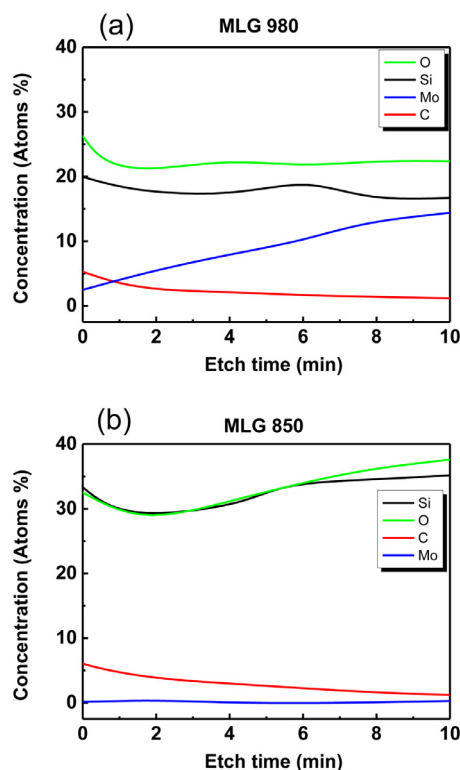 (a)
MLG 980
40
30
20
10
0
Concentration (Atoms %)
O
Si
Mo
C
0 2 4 6 8 10
Etch time (min)
(b)
MLG 850
40
30
20
10
0
Concentration (Atoms %)
Si
O
C
Mo
0 2 4 6 8 10
Etch time (min)